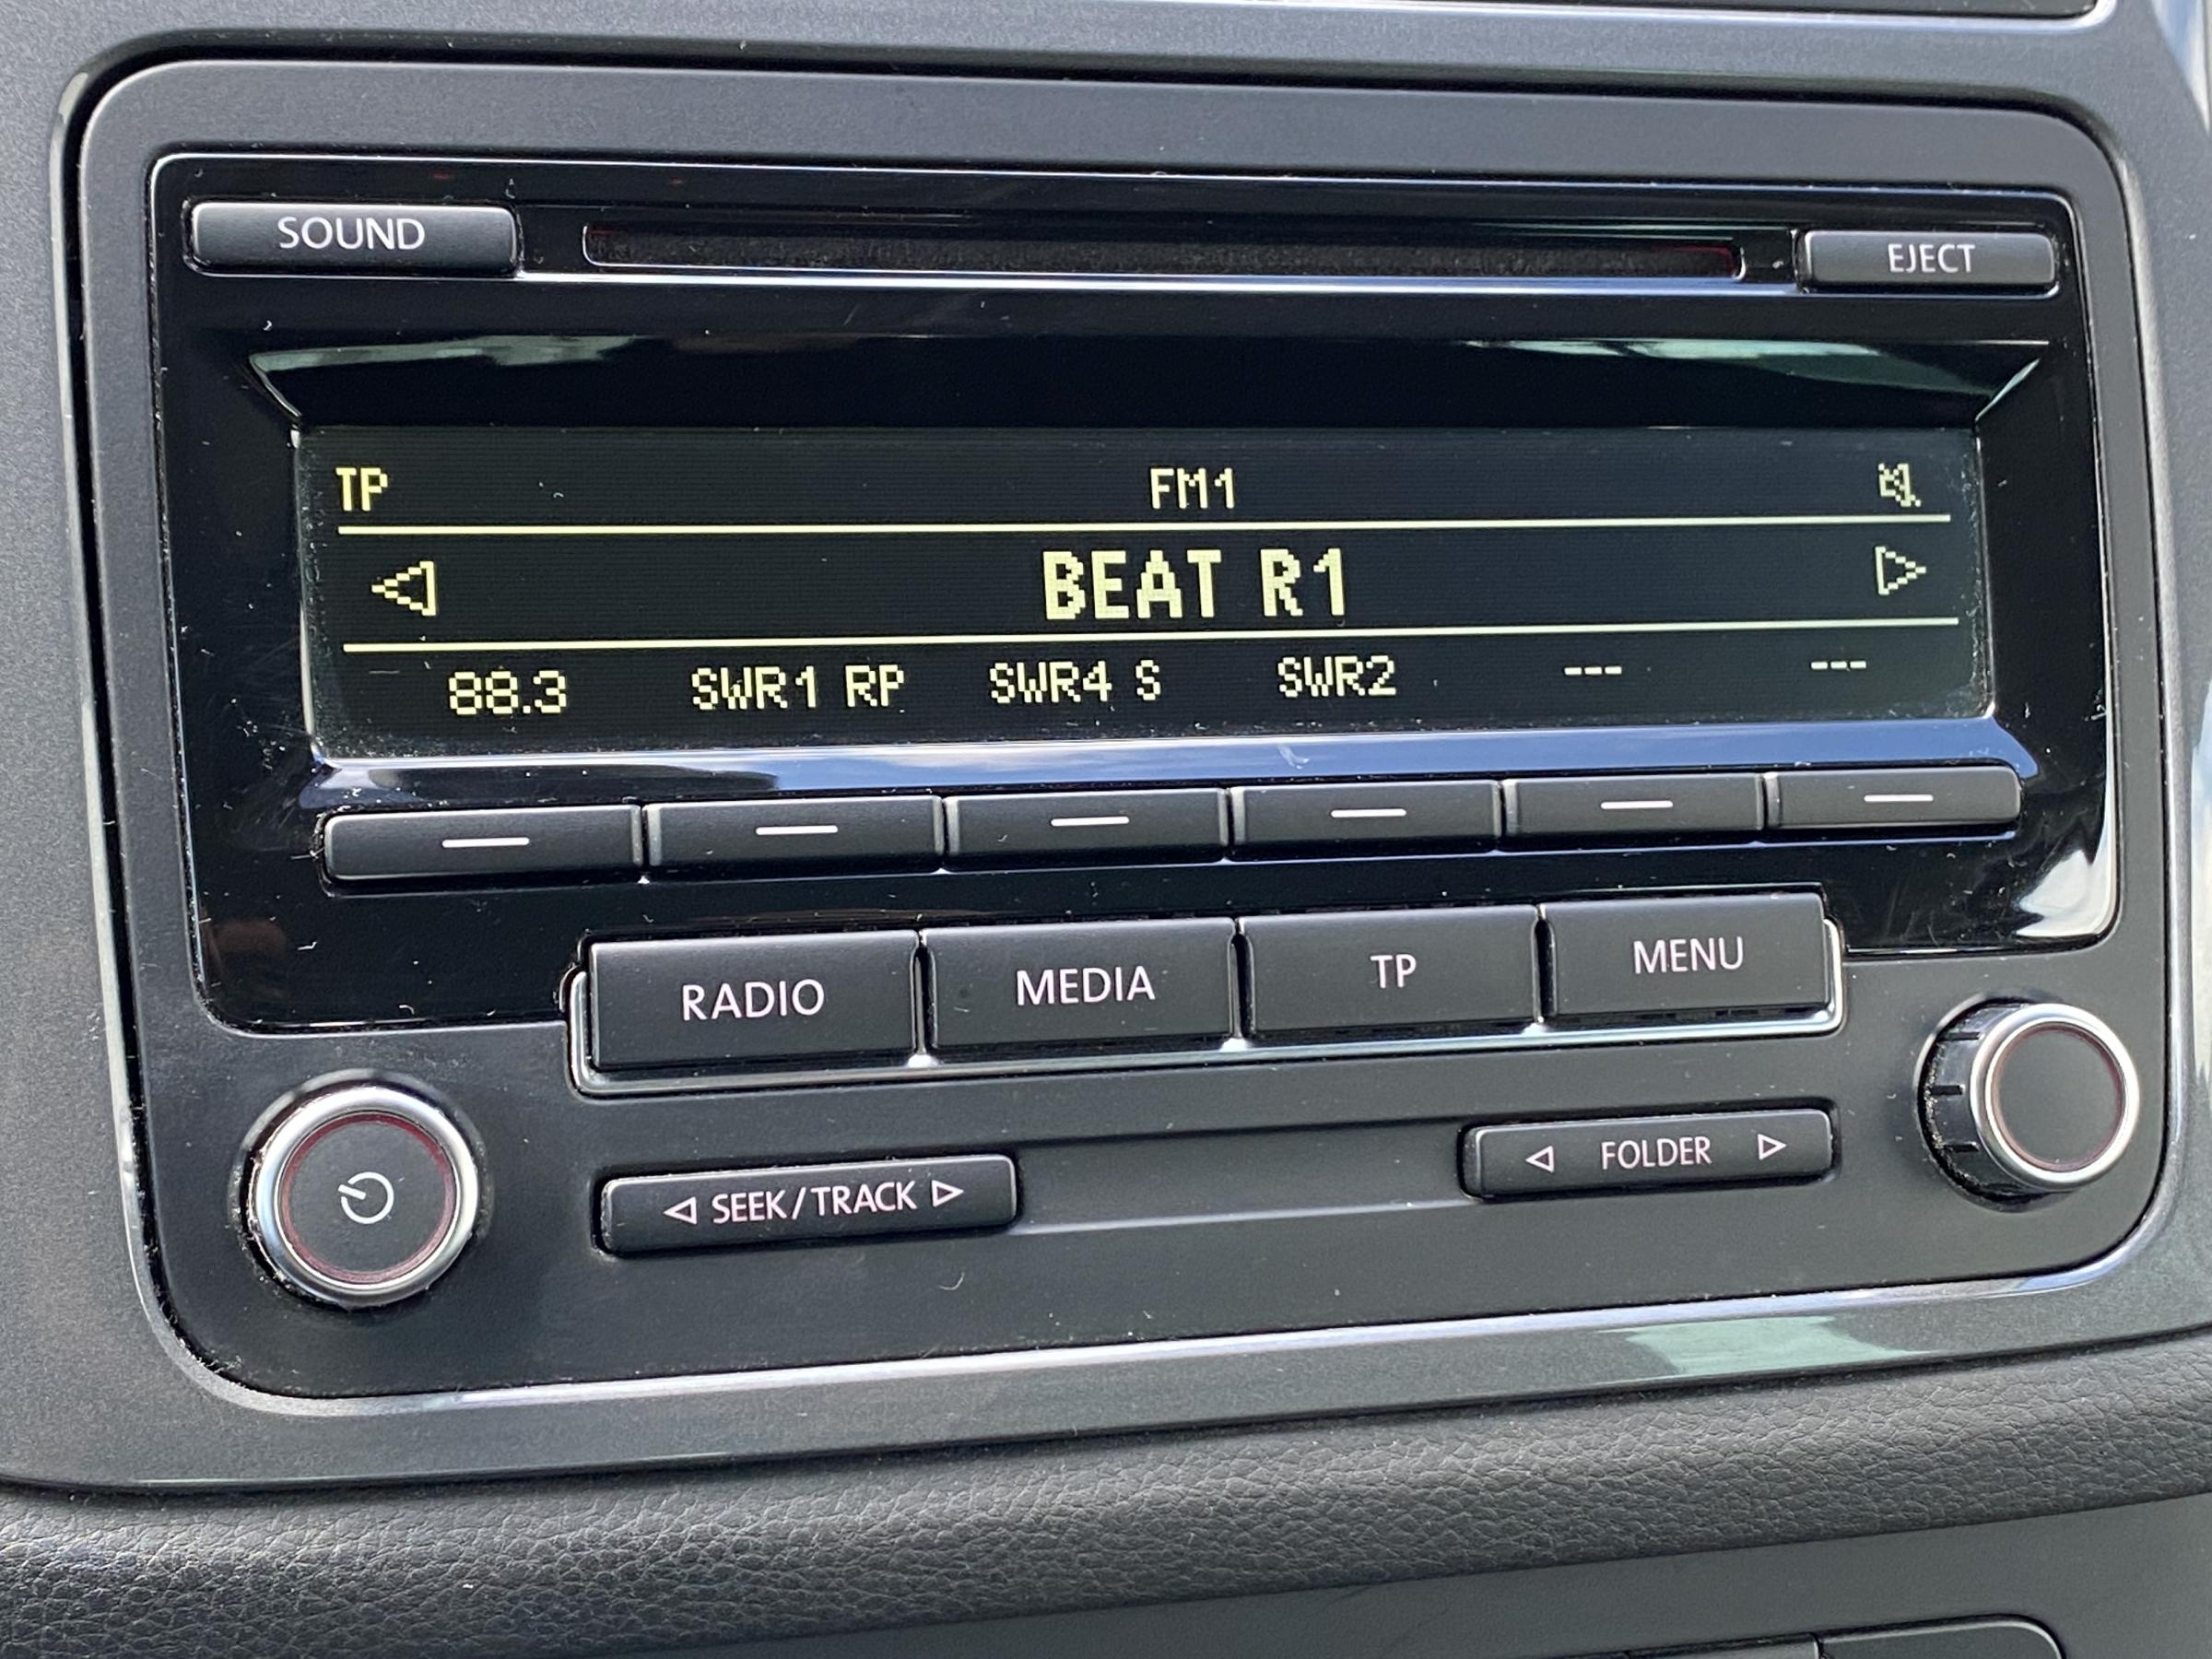 SOUND EJECT
TP FM1
BEAT R1
88.3 SWR1 RP SWR4 S SWR2 --- ---
RADIO MEDIA TP MENU
SEEK/TRACK FOLDER